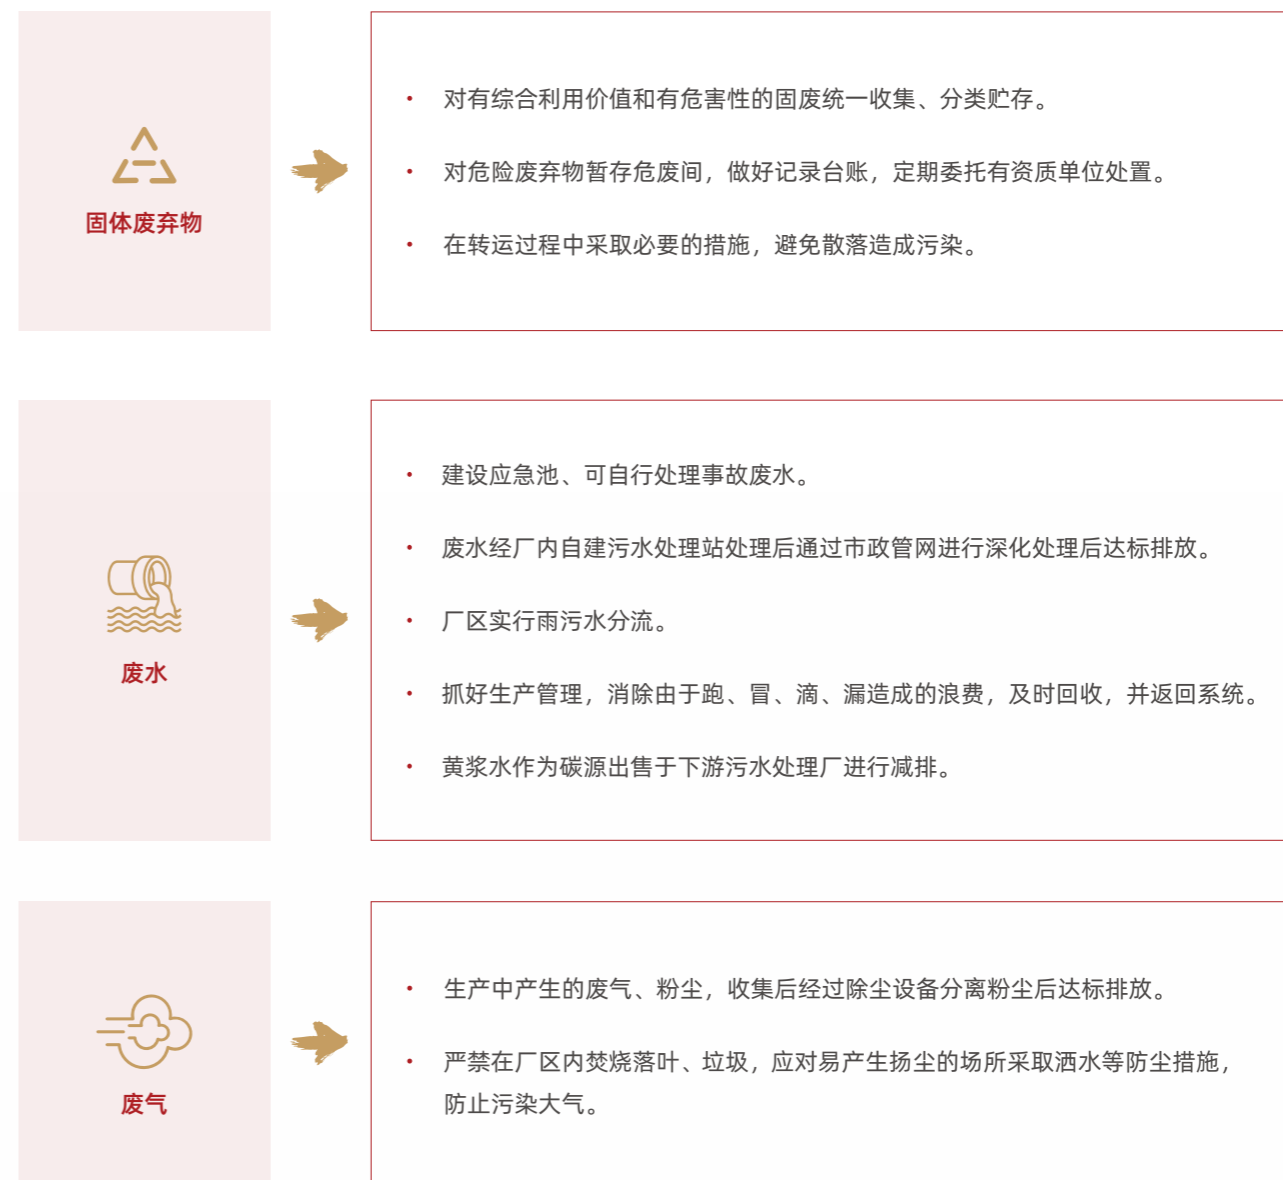 固体废弃物
• 对有综合利用价值和有危害性的固废统一收集、分类贮存。
• 对危险废弃物暂存危废间，做好记录台账，定期委托有资质单位处置。
• 在转运过程中采取必要的措施，避免散落造成污染。
废水
• 建设应急池、可自行处理事故废水。
• 废水经厂内自建污水处理站处理后通过市政管网进行深化处理后达标排放。
• 厂区实行雨污水分流。
• 抓好生产管理，消除由于跑、冒、滴、漏造成的浪费，及时回收，并返回系统。
• 黄浆水作为碳源出售于下游污水处理厂进行减排。
废气
• 生产中产生的废气、粉尘，收集后经过除尘设备分离粉尘后达标排放。
• 严禁在厂区内焚烧落叶、垃圾，应对易产生扬尘的场所采取洒水等防尘措施，
防止污染大气。